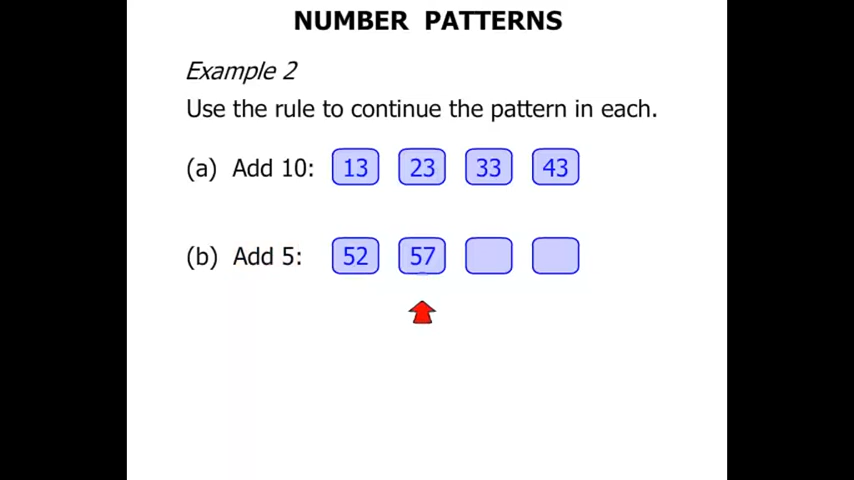 NUMBER PATTERNS
Example 2
Use the rule to continue the pattern in each.
(a) Add 10: 13 23 33 43
(b) Add 5: 52 57